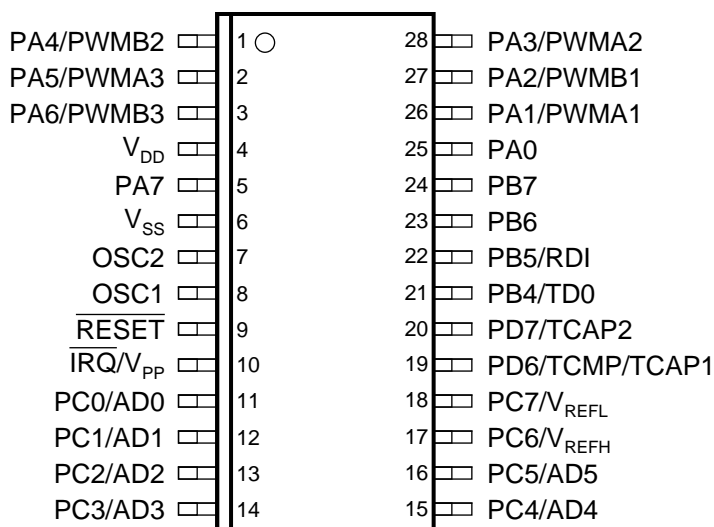 PA4/PWMB2 1 28 PA3/PWMA2
PA5/PWMA3 2 27 PA2/PWMB1
PA6/PWMB3 3 26 PA1/PWMA1
VDD 4 25 PA0
PA7 5 24 PB7
VSS 6 23 PB6
OSC2 7 22 PB5/RDI
OSC1 8 21 PB4/TD0
RESET 9 20 PD7/TCAP2
IRQ/VPP 10 19 PD6/TCMP/TCAP1
PC0/AD0 11 18 PC7/VREFL
PC1/AD1 12 17 PC6/VREFH
PC2/AD2 13 16 PC5/AD5
PC3/AD3 14 15 PC4/AD4